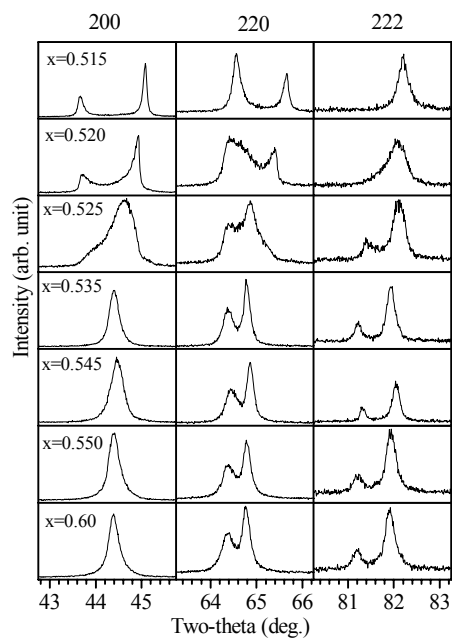 200 220 222
x=0.515
x=0.520
x=0.525
x=0.535
x=0.545
x=0.550
x=0.60
Intensity (arb. unit)
43 44 45 64 65 66 81 82 83
Two-theta (deg.)